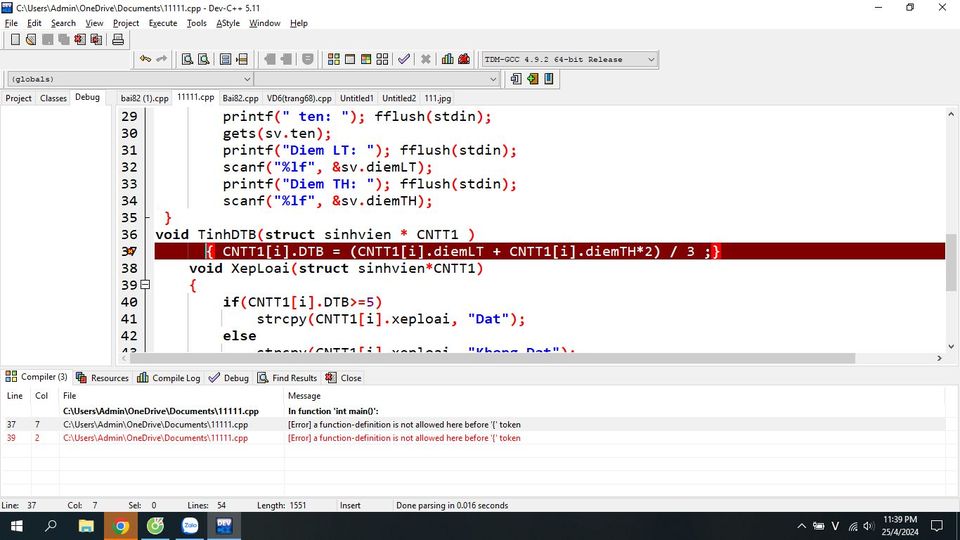 C:\Users\Admin\OneDrive\Documents\11111.cpp - Dev-C++ 5.11
File Edit Search View Project Execute Tools AStyle Window Help
TDM-GCC 4.9.2 64-bit Release
(globals)
Project Classes Debug bai82 (1).cpp 11111.cpp Bai82.cpp VD6(trang68).cpp Untitled1 Untitled2 111.jpg
29 printf(" ten: "); fflush(stdin);
30 gets(sv.ten);
31 printf("Diem LT: "); fflush(stdin);
32 scanf("%lf", &sv.diemLT);
33 printf("Diem TH: "); fflush(stdin);
34 scanf("%lf", &sv.diemTH);
35 }
36 void TinhDTB(struct sinhvien * CNTT1 )
37 { CNTT1[i].DTB = (CNTT1[i].diemLT + CNTT1[i].diemTH*2) / 3 ;}
38 void XepLoai(struct sinhvien*CNTT1)
39 {
40 if(CNTT1[i].DTB>=5)
41 strcpy(CNTT1[i].xeploai, "Dat");
42 else
43 strcpy(CNTT1[i].xeploai, "Khong Dat");
Compiler (3) Resources Compile Log Debug Find Results Close
Line Col File Message
C:\Users\Admin\OneDrive\Documents\11111.cpp In function 'int main()':
37 7 C:\Users\Admin\OneDrive\Documents\11111.cpp [Error] a function-definition is not allowed here before '{' token
39 2 C:\Users\Admin\OneDrive\Documents\11111.cpp [Error] a function-definition is not allowed here before '{' token
Line: 37 Col: 7 Sel: 0 Lines: 54 Length: 1551 Insert Done parsing in 0.016 seconds
Zalo DEV V 11:39 PM
25/4/2024